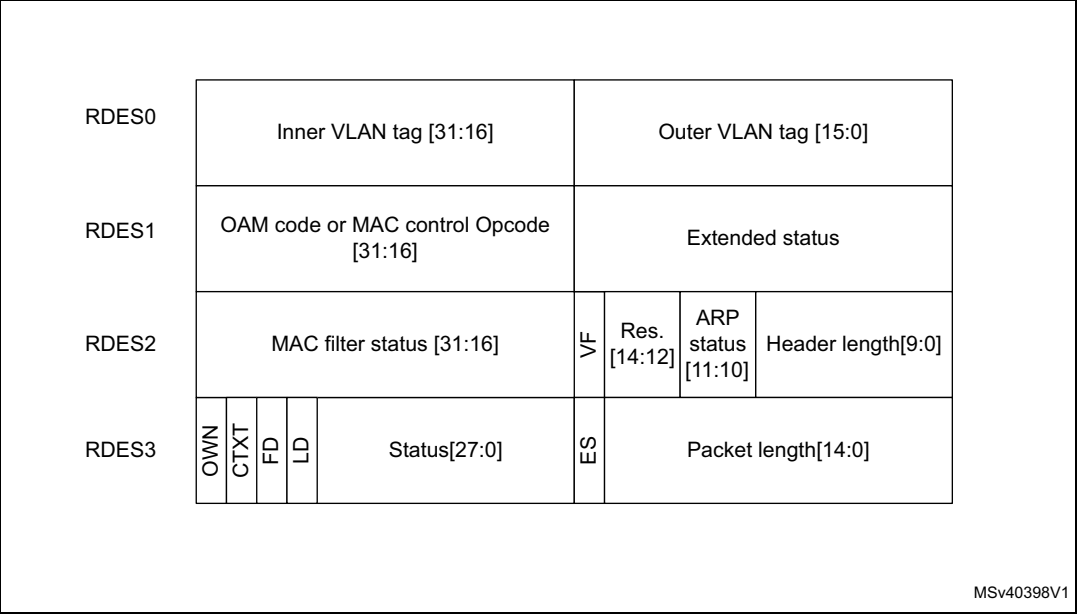 RDES0
Inner VLAN tag [31:16]
Outer VLAN tag [15:0]
RDES1
OAM code or MAC control Opcode
[31:16]
Extended status
RDES2
MAC filter status [31:16]
VF
Res.
[14:12]
ARP
status
[11:10]
Header length[9:0]
RDES3
OWN
CTXT
FD
LD
Status[27:0]
ES
Packet length[14:0]
MSv40398V1